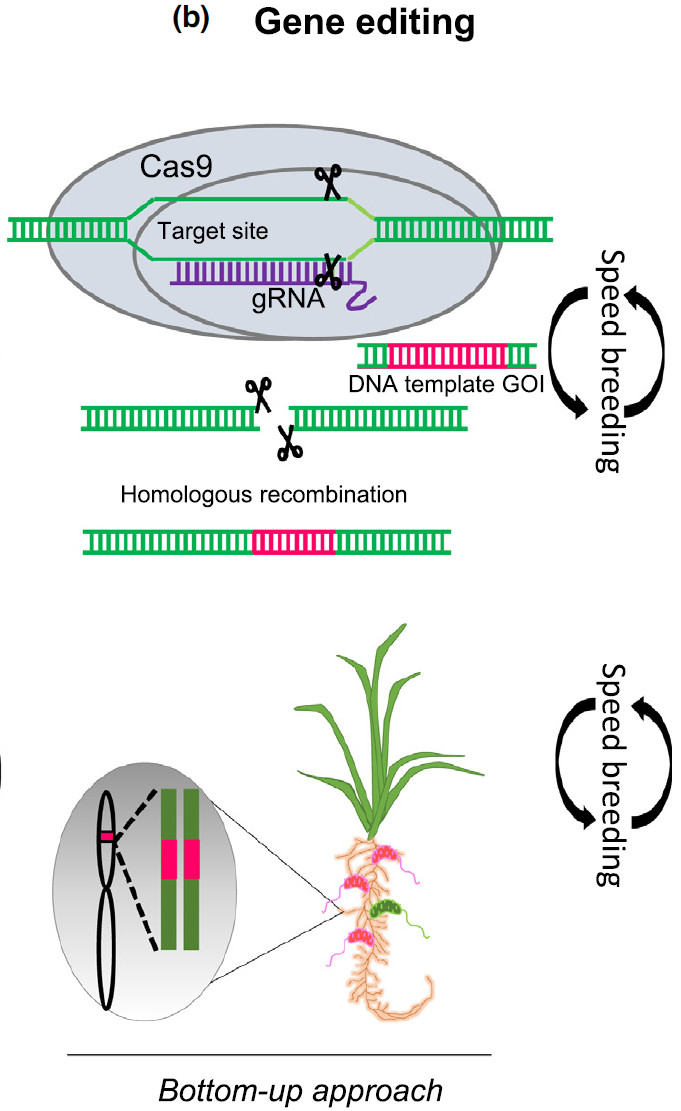 (b) Gene editing
Cas9
Target site
gRNA
Speed breeding
DNA template GOI
Homologous recombination
Speed breeding
Bottom-up approach